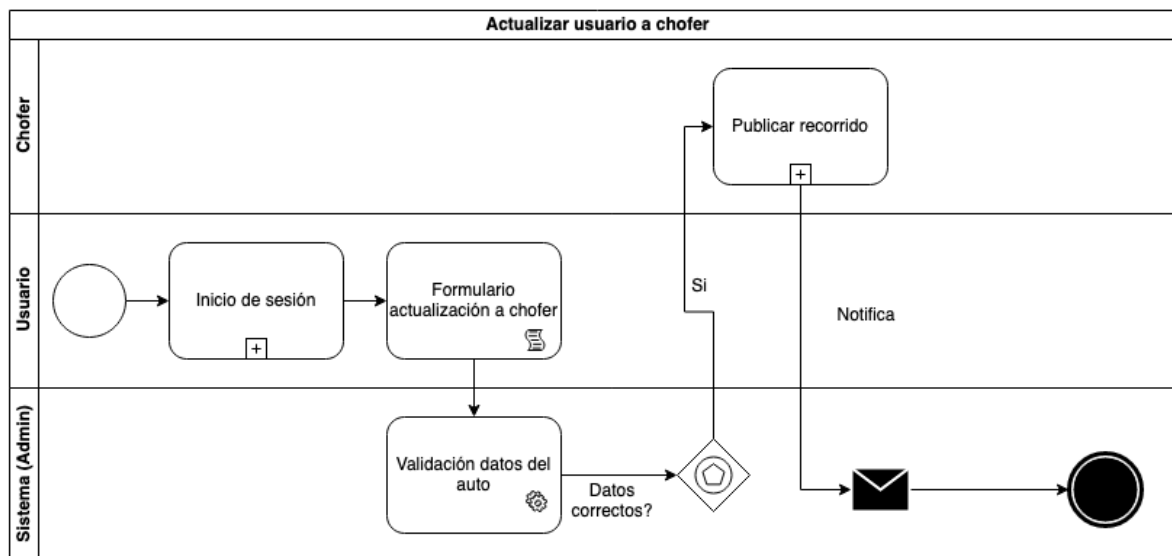 Actualizar usuario a chofer
Chofer
Publicar recorrido
Usuario
Inicio de sesión
Formulario
actualización a chofer
Si
Notifica
Sistema (Admin)
Validación datos del
auto
Datos
correctos?